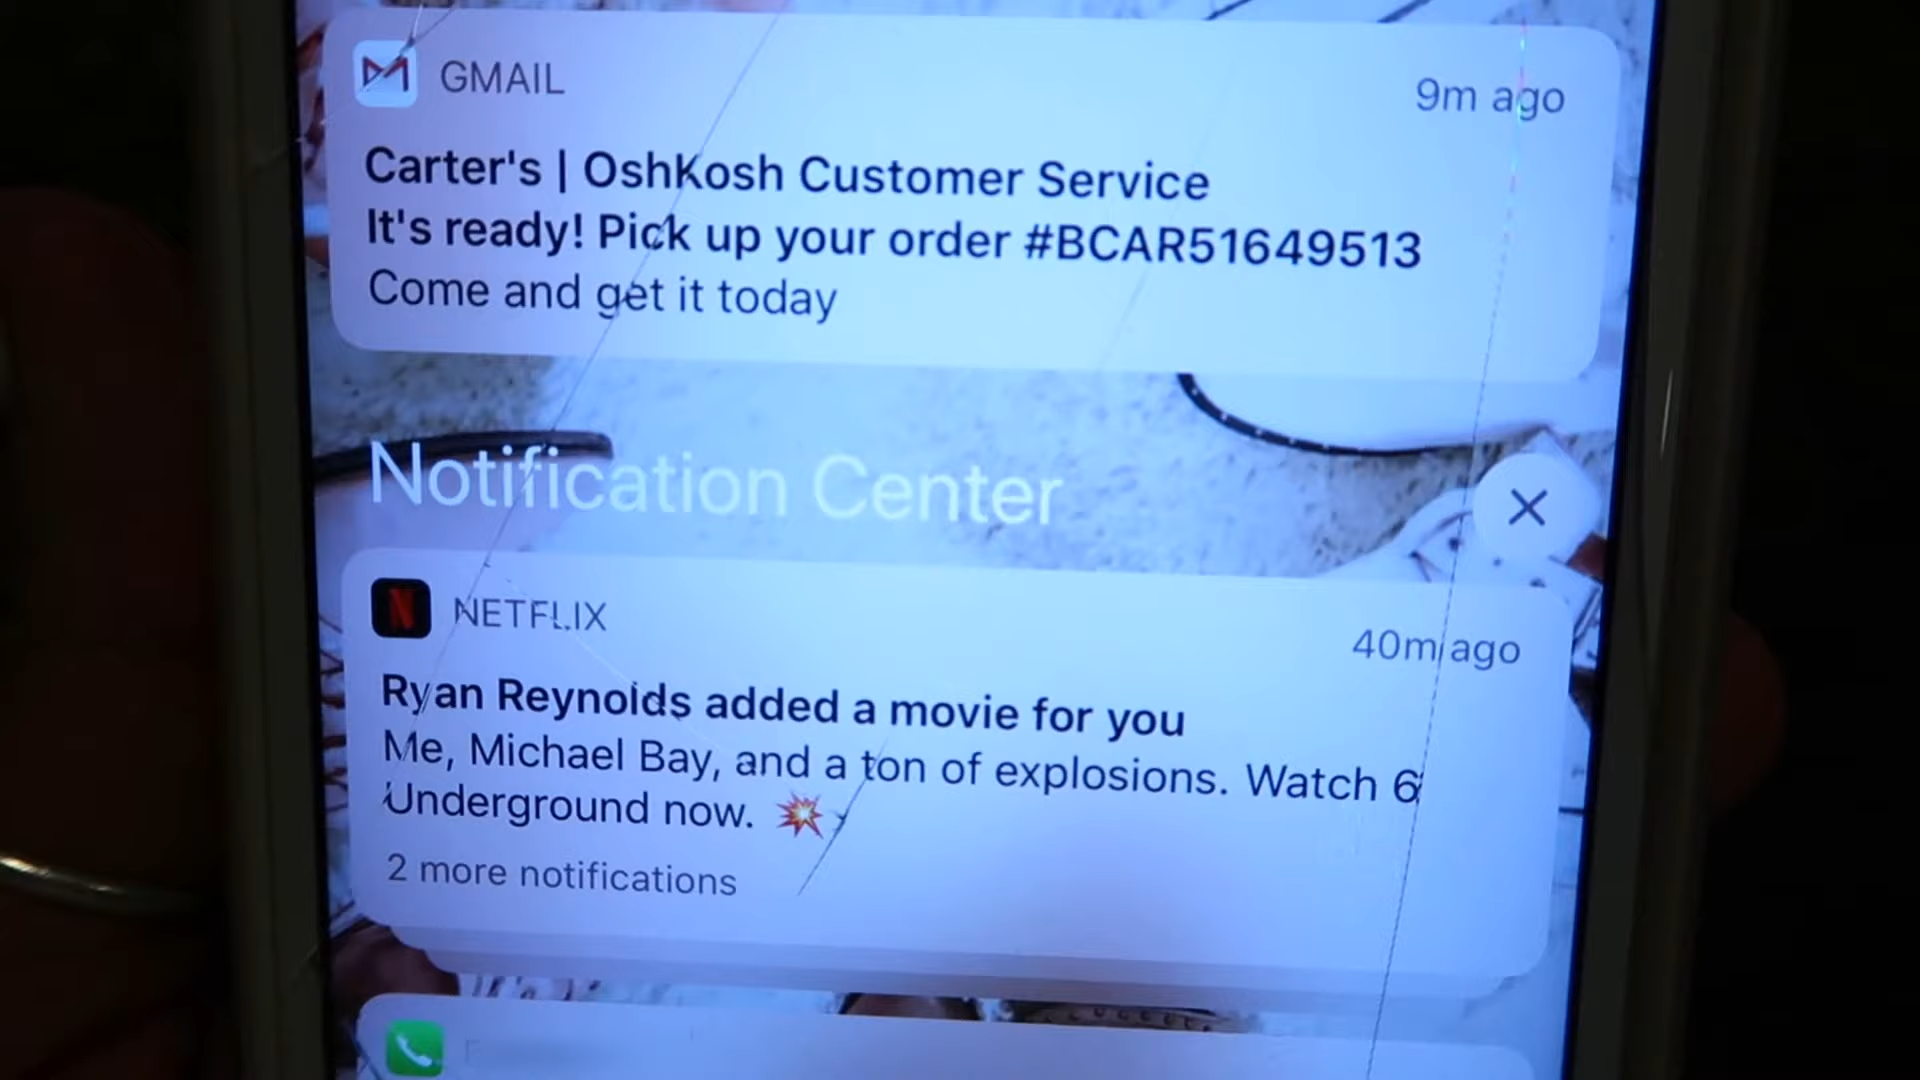 GMAIL
9m ago
Carter's | OshKosh Customer Service
It's ready! Pick up your order #BCAR51649513
Come and get it today
Notification Center
NETFLIX
40m ago
Ryan Reynolds added a movie for you
Me, Michael Bay, and a ton of explosions. Watch 6
Underground now. 💥
2 more notifications